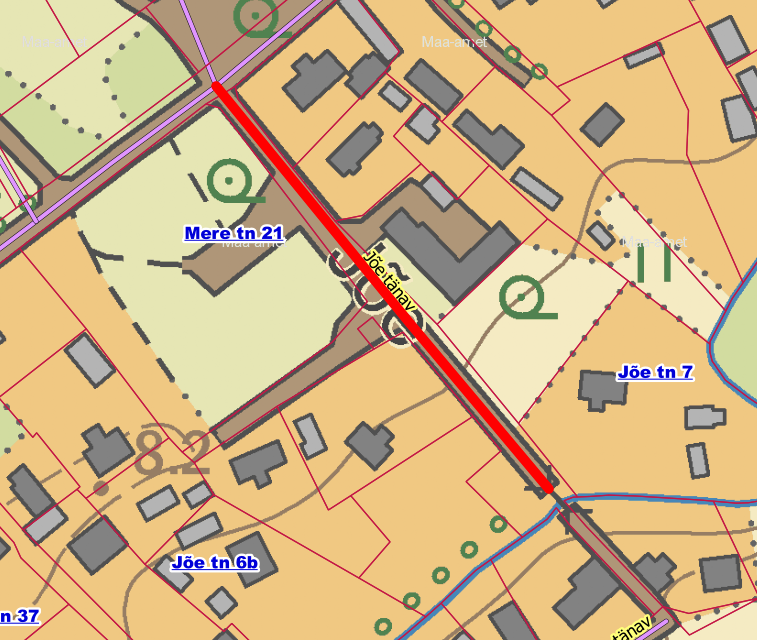 Maa-amet
Maa-amet
Mere tn 21
Maa-amet
Maa-amet
Jõe tänav
Jõe tn 7
8.2
Jõe tn 6b
n 37
tänav